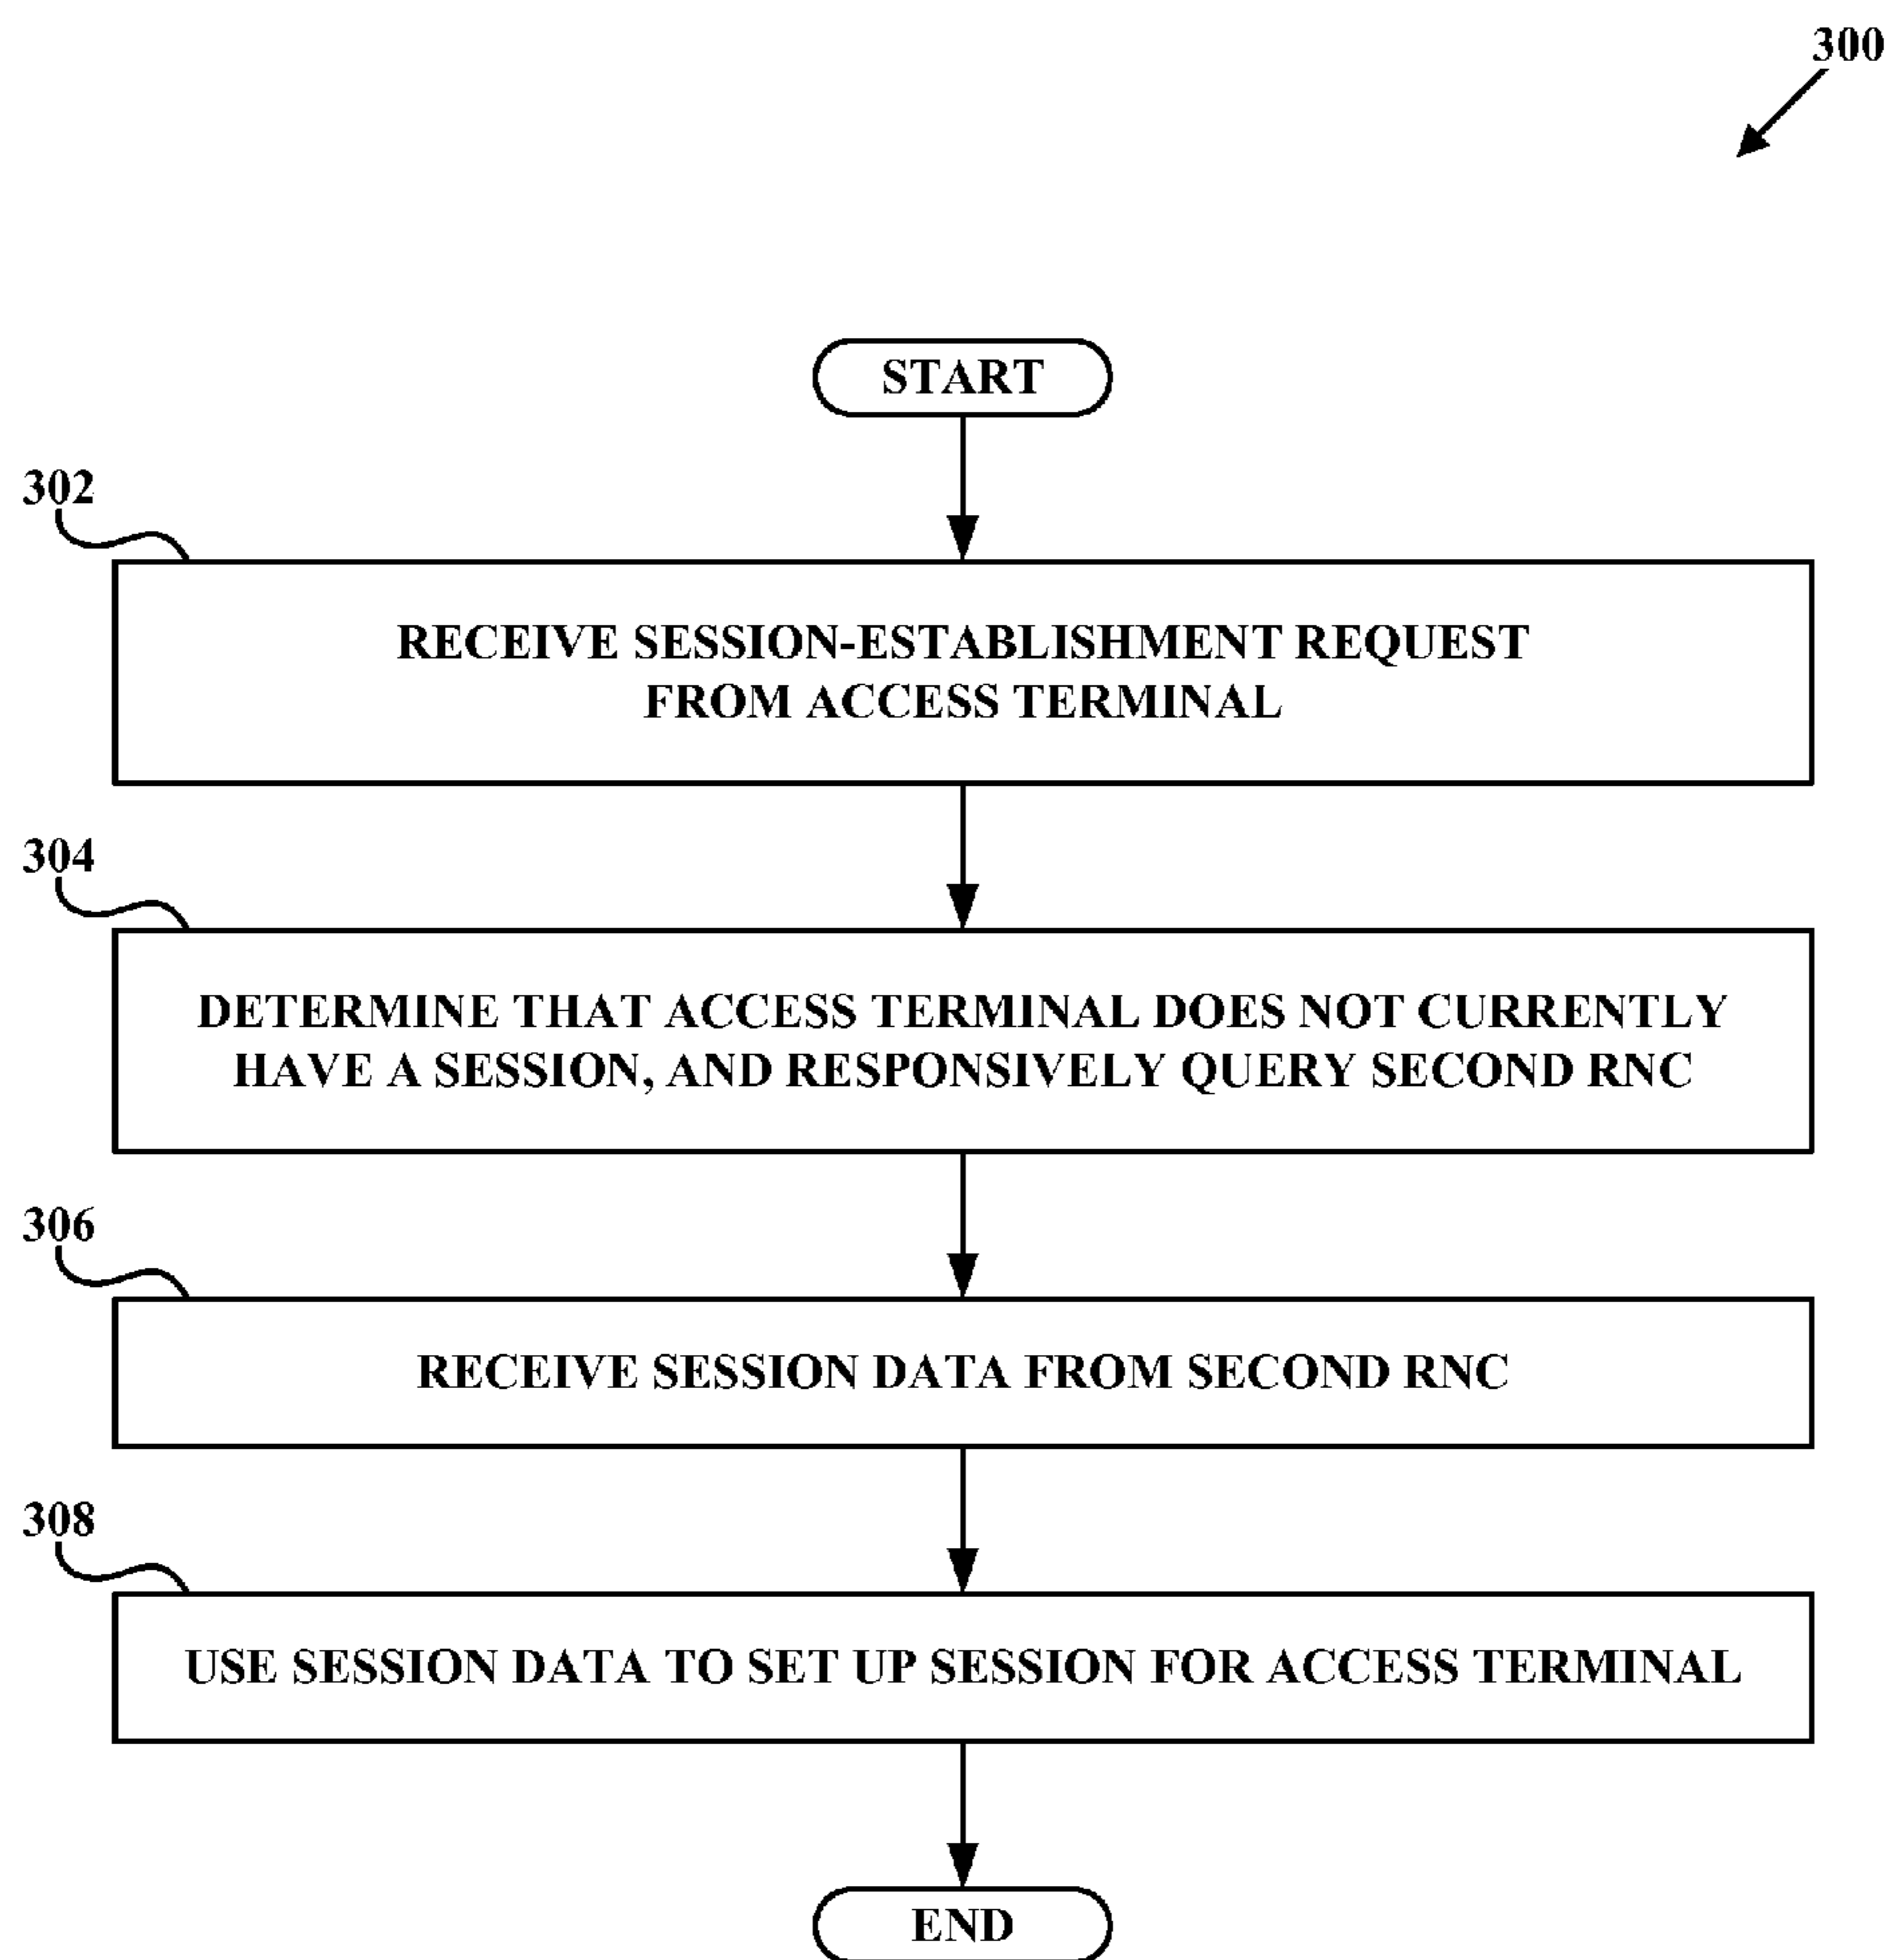 300
START
302
RECEIVE SESSION-ESTABLISHMENT REQUEST
FROM ACCESS TERMINAL
304
DETERMINE THAT ACCESS TERMINAL DOES NOT CURRENTLY
HAVE A SESSION, AND RESPONSIVELY QUERY SECOND RNC
306
RECEIVE SESSION DATA FROM SECOND RNC
308
USE SESSION DATA TO SET UP SESSION FOR ACCESS TERMINAL
END